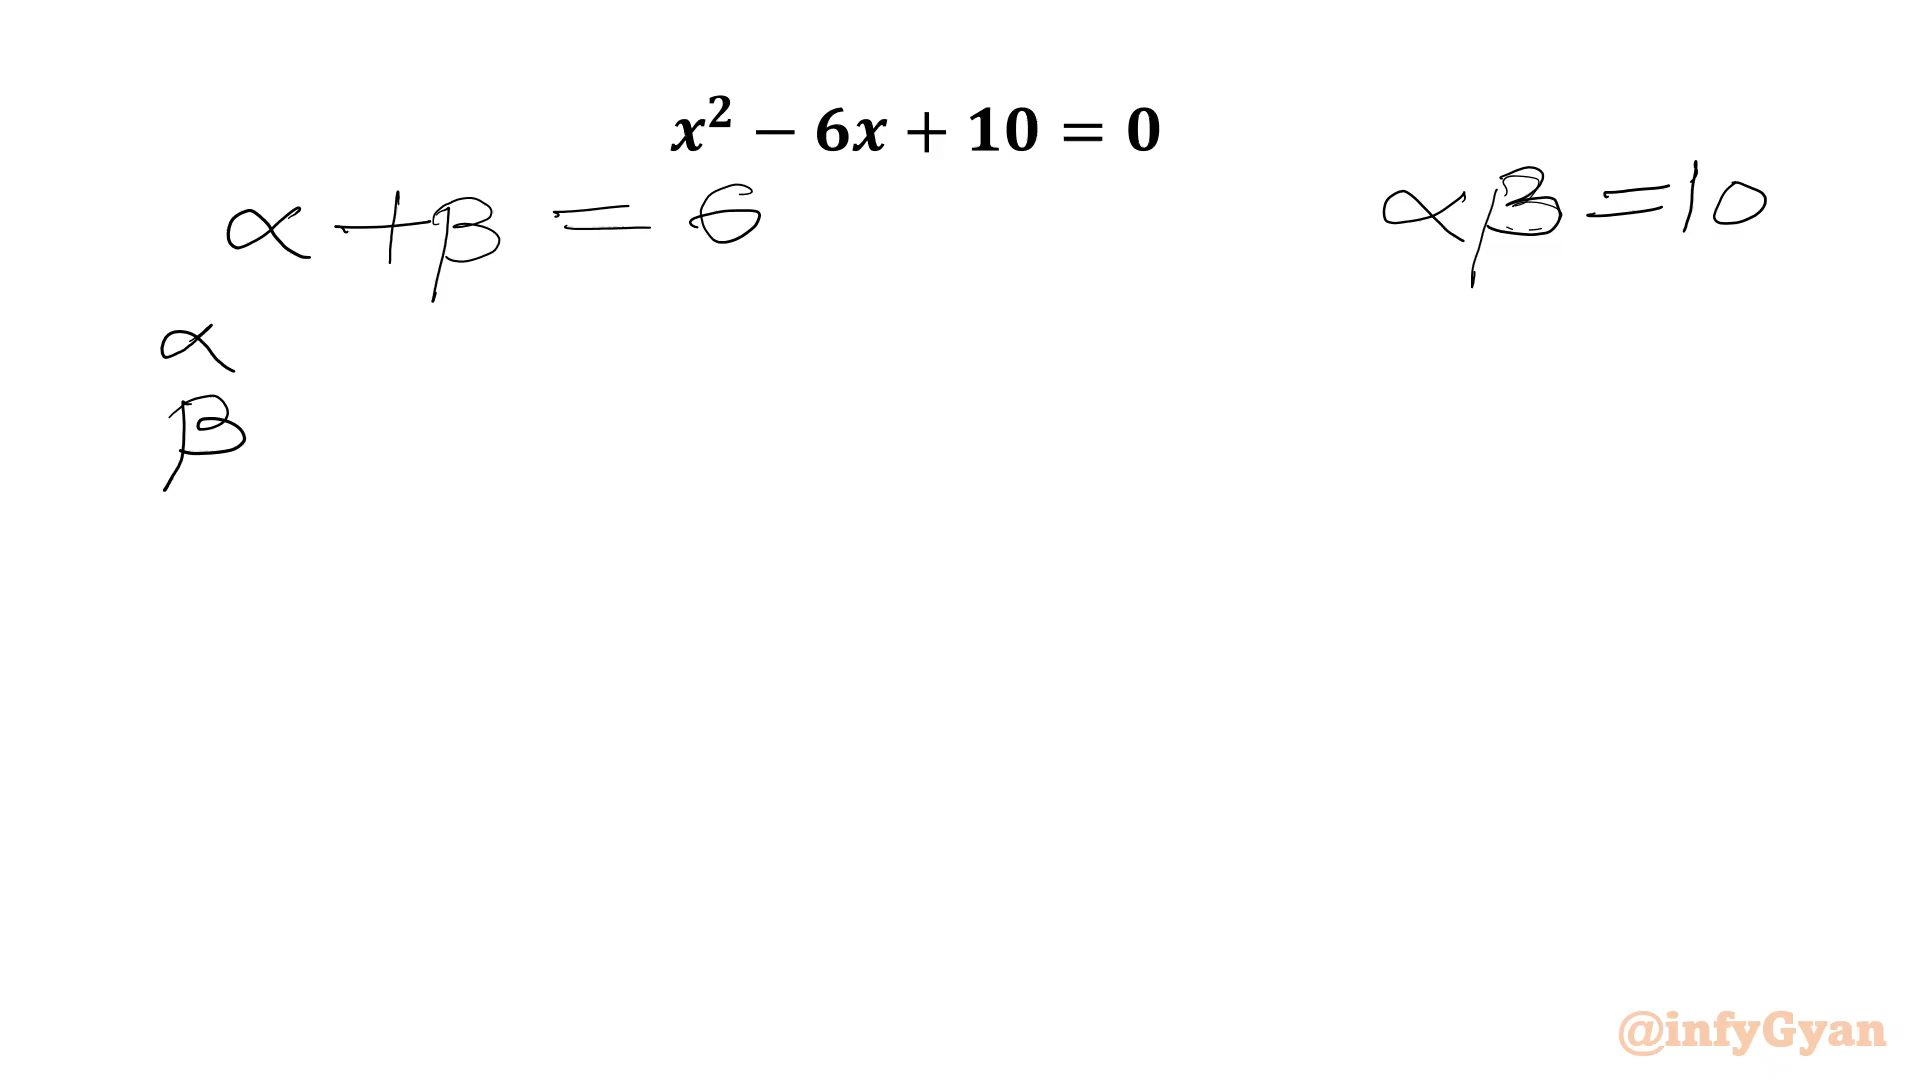 x² − 6x + 10 = 0
α + β = 6
αβ = 10
α
β
@infyGyan